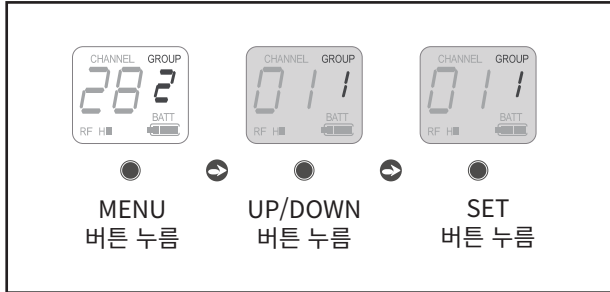 CHANNEL GROUP
28 2
BATT
RF H
CHANNEL GROUP
01 1
BATT
RF H
CHANNEL GROUP
01 1
BATT
RF H
MENU
버튼 누름
UP/DOWN
버튼 누름
SET
버튼 누름